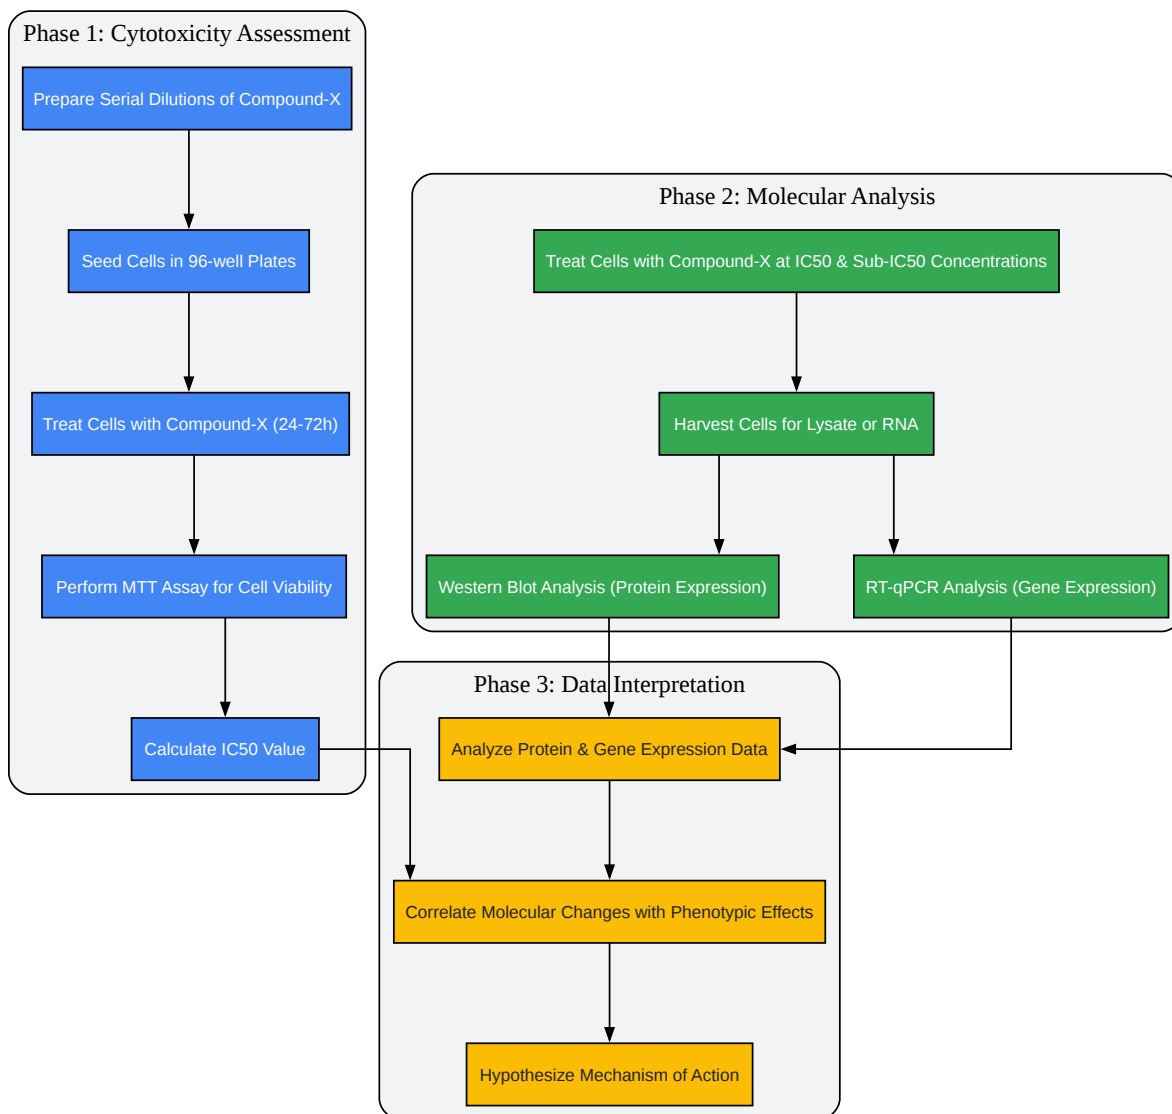 Phase 1: Cytotoxicity Assessment
Prepare Serial Dilutions of Compound-X
Seed Cells in 96-well Plates
Treat Cells with Compound-X (24-72h)
Perform MTT Assay for Cell Viability
Calculate IC50 Value
Phase 2: Molecular Analysis
Treat Cells with Compound-X at IC50 & Sub-IC50 Concentrations
Harvest Cells for Lysate or RNA
Western Blot Analysis (Protein Expression)
RT-qPCR Analysis (Gene Expression)
Phase 3: Data Interpretation
Analyze Protein & Gene Expression Data
Correlate Molecular Changes with Phenotypic Effects
Hypothesize Mechanism of Action